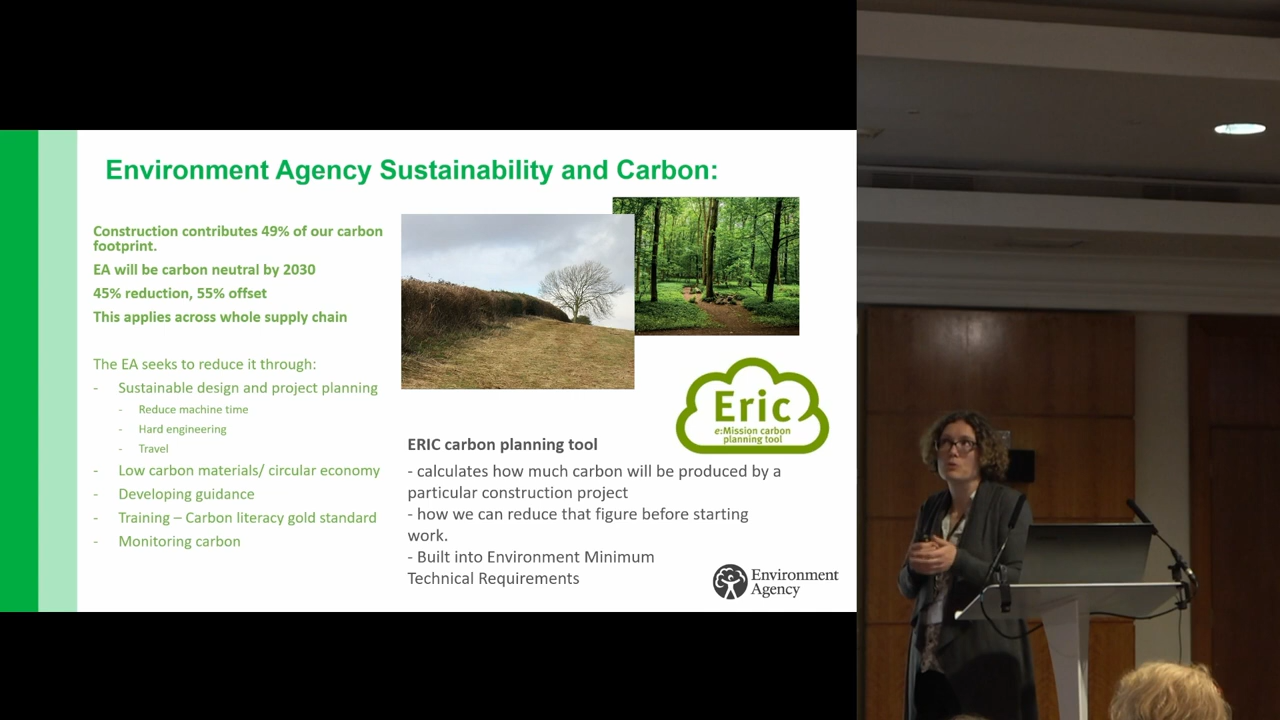 Environment Agency Sustainability and Carbon:
Construction contributes 49% of our carbon
footprint.
EA will be carbon neutral by 2030
45% reduction, 55% offset
This applies across whole supply chain
The EA seeks to reduce it through:
- Sustainable design and project planning
- Reduce machine time
- Hard engineering
- Travel
- Low carbon materials/ circular economy
- Developing guidance
- Training – Carbon literacy gold standard
- Monitoring carbon
Eric
e:Mission carbon
planning tool
ERIC carbon planning tool
- calculates how much carbon will be produced by a
particular construction project
- how we can reduce that figure before starting
work.
- Built into Environment Minimum
Technical Requirements
Environment
Agency